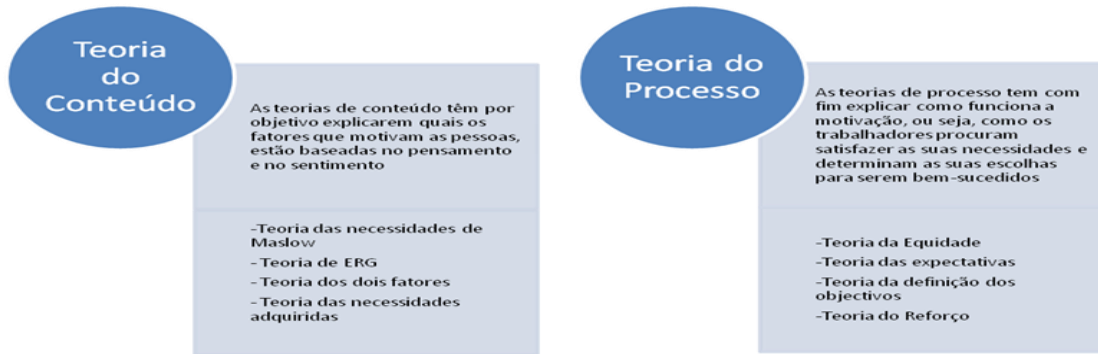 Teoria
do
Conteúdo
As teorias de conteúdo têm por
objetivo explicarem quais os
fatores que motivam as pessoas,
estão baseadas no pensamento
e no sentimento
-Teoria das necessidades de
Maslow
- Teoria de ERG
- Teoria dos dois fatores
- Teoria das necessidades
adquiridas
Teoria do
Processo
As teorias de processo tem com
fim explicar como funciona a
motivação, ou seja, como os
trabalhadores procuram
satisfazer as suas necessidades e
determinam as suas escolhas
para serem bem-sucedidos
-Teoria da Equidade
-Teoria das expectativas
-Teoria da definição dos
objectivos
-Teoria do Reforço